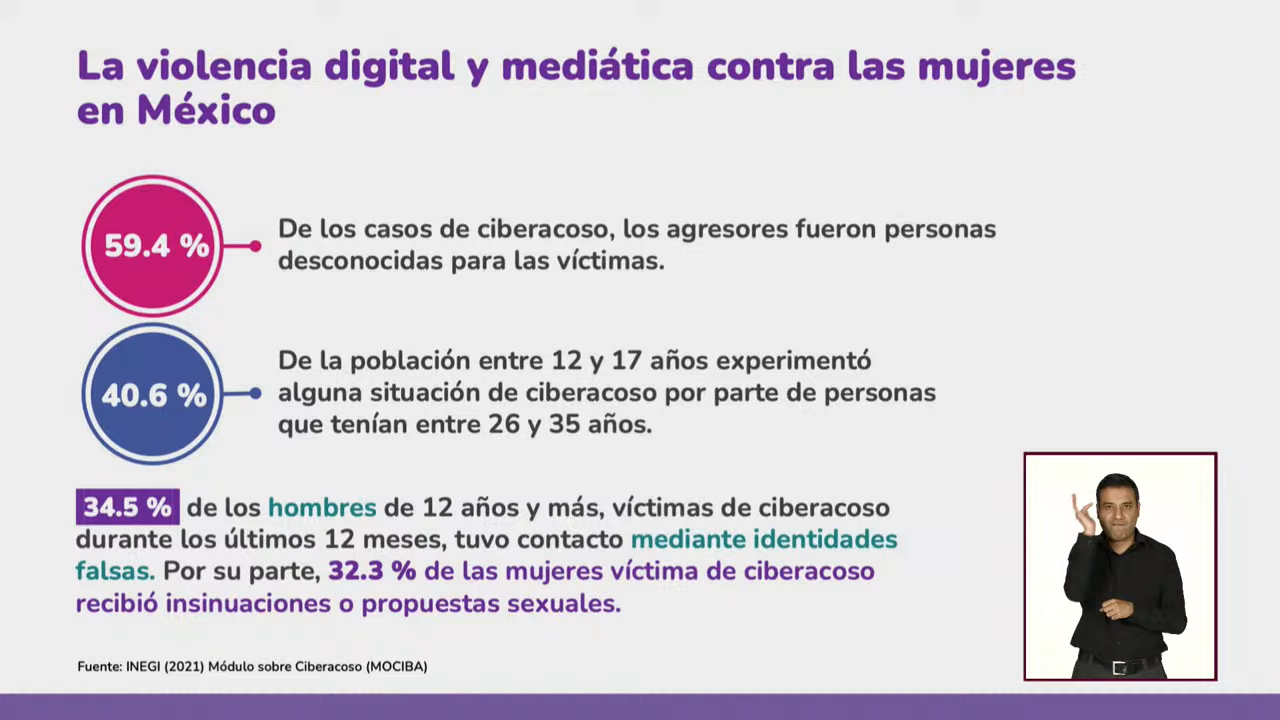 La violencia digital y mediática contra las mujeres
en México
59.4 %
De los casos de ciberacoso, los agresores fueron personas
desconocidas para las víctimas.
40.6 %
De la población entre 12 y 17 años experimentó
alguna situación de ciberacoso por parte de personas
que tenían entre 26 y 35 años.
34.5 % de los hombres de 12 años y más, víctimas de ciberacoso
durante los últimos 12 meses, tuvo contacto mediante identidades
falsas. Por su parte, 32.3 % de las mujeres víctima de ciberacoso
recibió insinuaciones o propuestas sexuales.
Fuente: INEGI (2021) Módulo sobre Ciberacoso (MOCIBA)